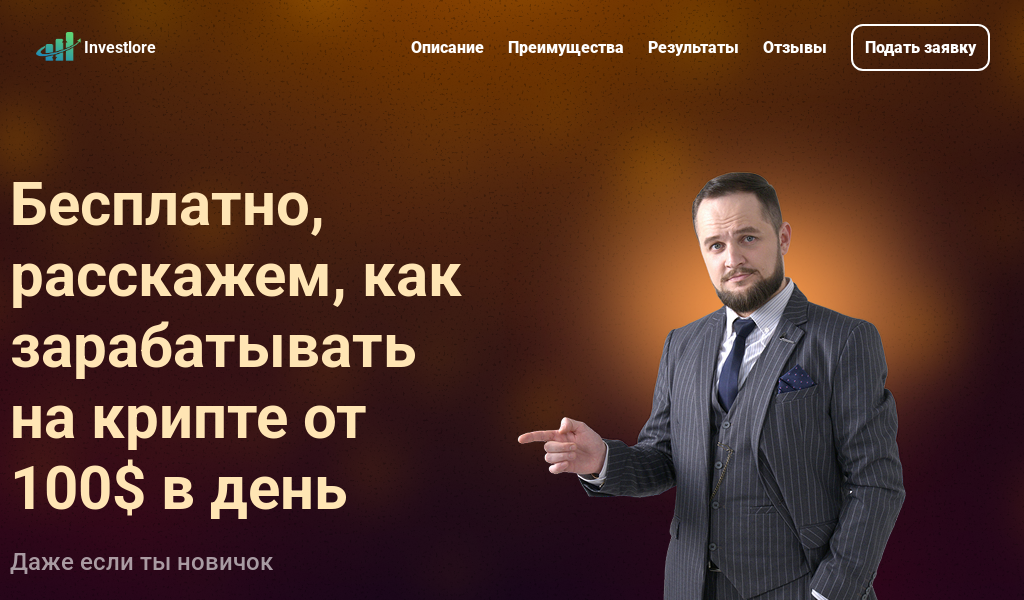 Investlore
Описание
Преимущества
Результаты
Отзывы
Подать заявку
Бесплатно,
расскажем, как
зарабатывать
на крипте от
100$ в день
Даже если ты новичок